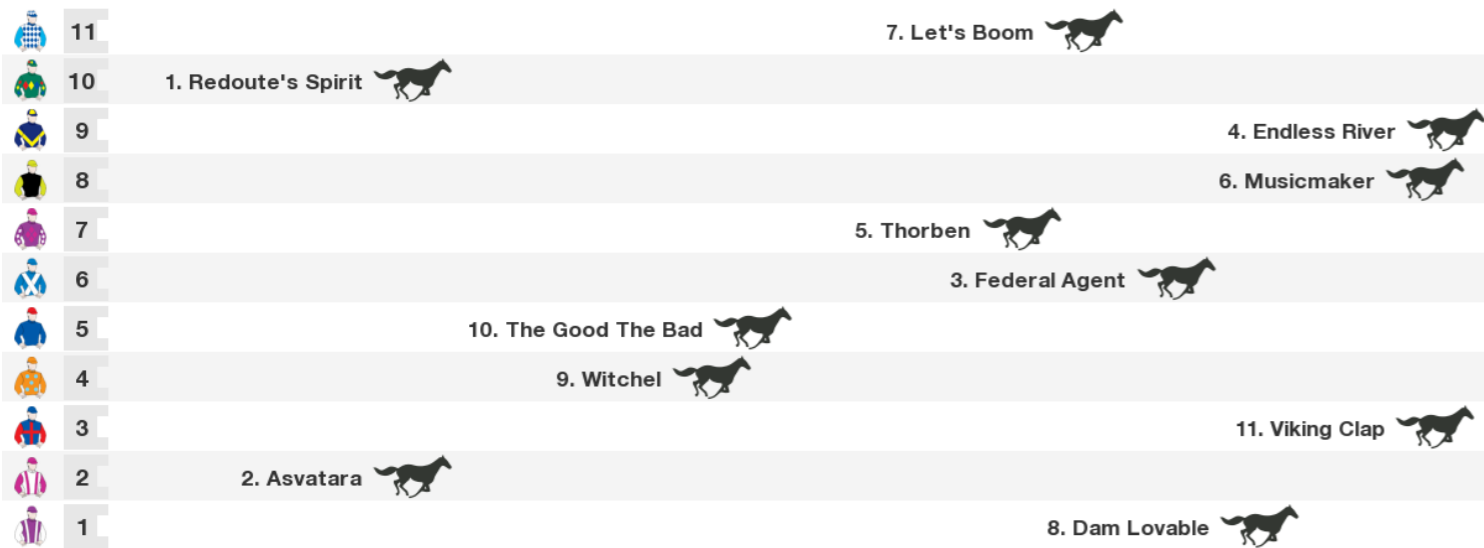 11 7. Let's Boom
10 1. Redoute's Spirit
9 4. Endless River
8 6. Musicmaker
7 5. Thorben
6 3. Federal Agent
5 10. The Good The Bad
4 9. Witchel
3 11. Viking Clap
2 2. Asvatara
1 8. Dam Lovable